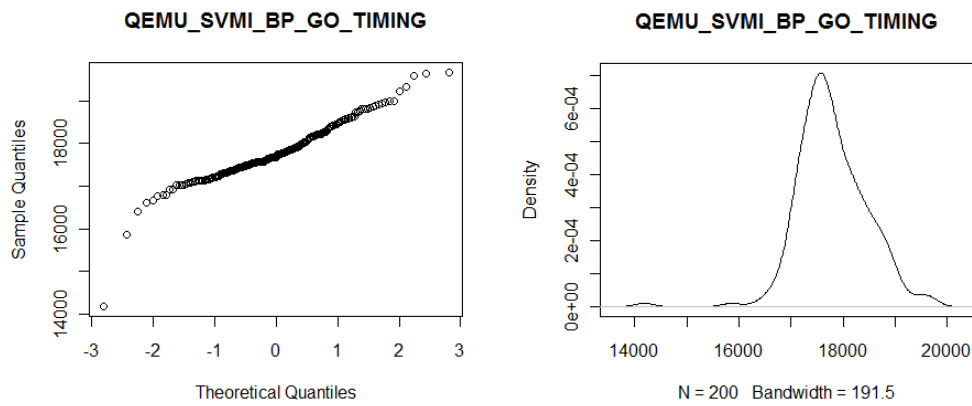 QEMU_SVMI_BP_GO_TIMING
Sample Quantiles
18000
16000
14000
-3 -2 -1 0 1 2 3
Theoretical Quantiles
QEMU_SVMI_BP_GO_TIMING
Density
6e-04
4e-04
2e-04
0e+00
14000 16000 18000 20000
N = 200 Bandwidth = 191.5